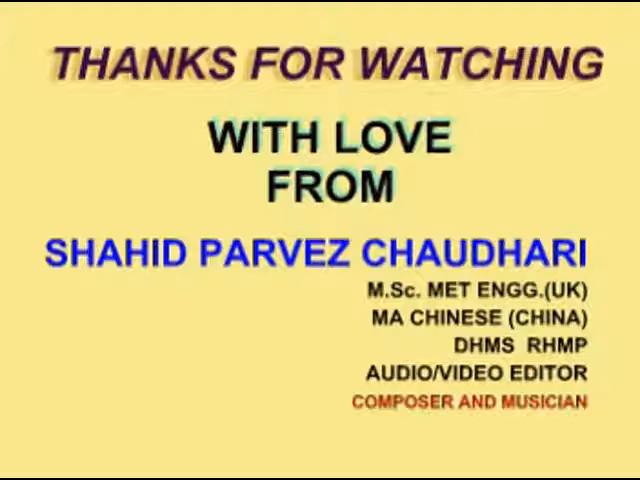 THANKS FOR WATCHING
WITH LOVE
FROM
SHAHID PARVEZ CHAUDHARI
M.Sc. MET ENGG.(UK)
MA CHINESE (CHINA)
DHMS RHMP
AUDIO/VIDEO EDITOR
COMPOSER AND MUSICIAN